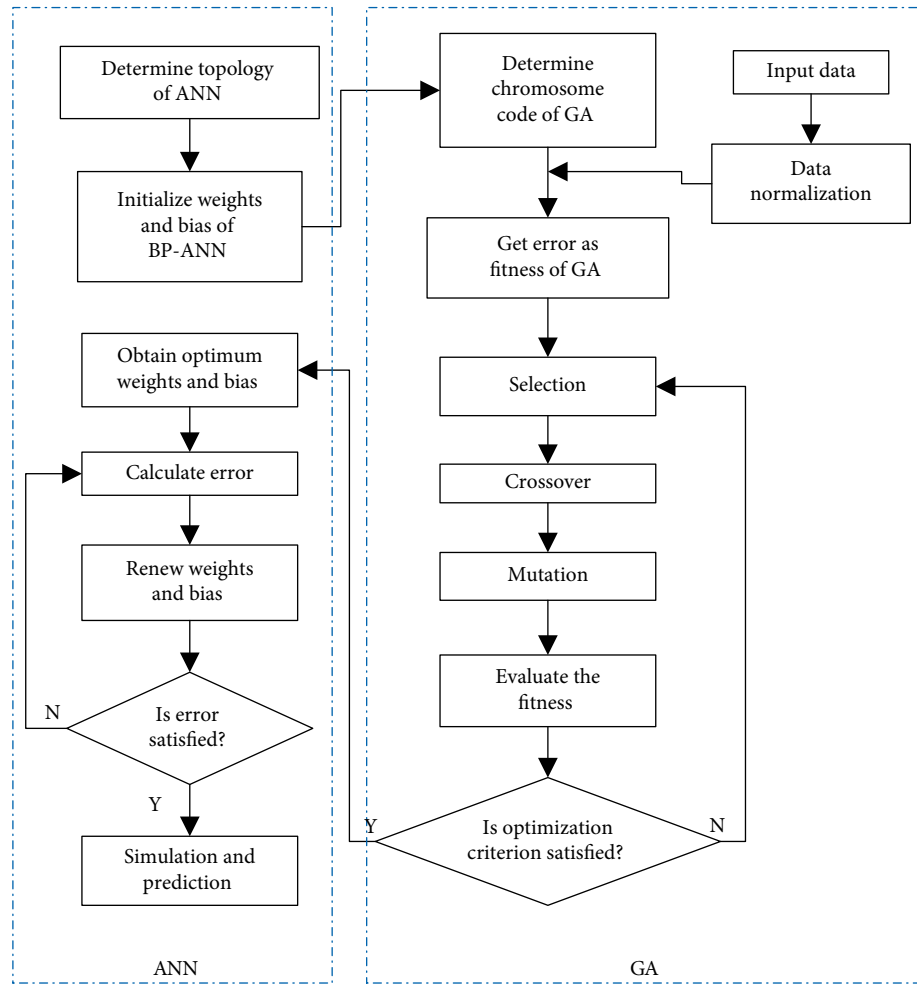 Determine topology
of ANN
Initialize weights
and bias of
BP-ANN
Obtain optimum
weights and bias
Calculate error
Renew weights
and bias
Is error
satisfied?
N
Y
Simulation and
prediction
ANN
Determine
chromosome
code of GA
Input data
Data
normalization
Get error as
fitness of GA
Selection
Crossover
Mutation
Evaluate the
fitness
Is optimization
criterion satisfied?
Y
N
GA